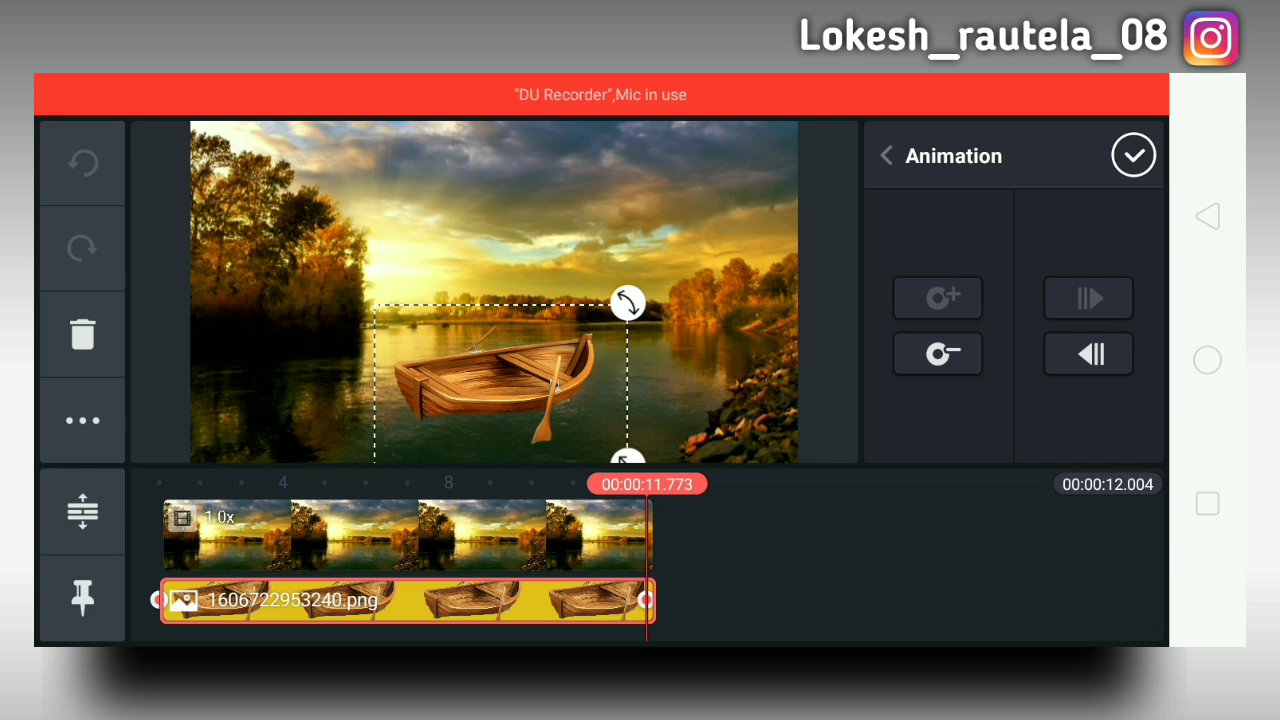 Lokesh_rautela_08
"DU Recorder",Mic in use
Animation
4
8
00:00:11.773
00:00:12.004
1.0x
1606722953240.png